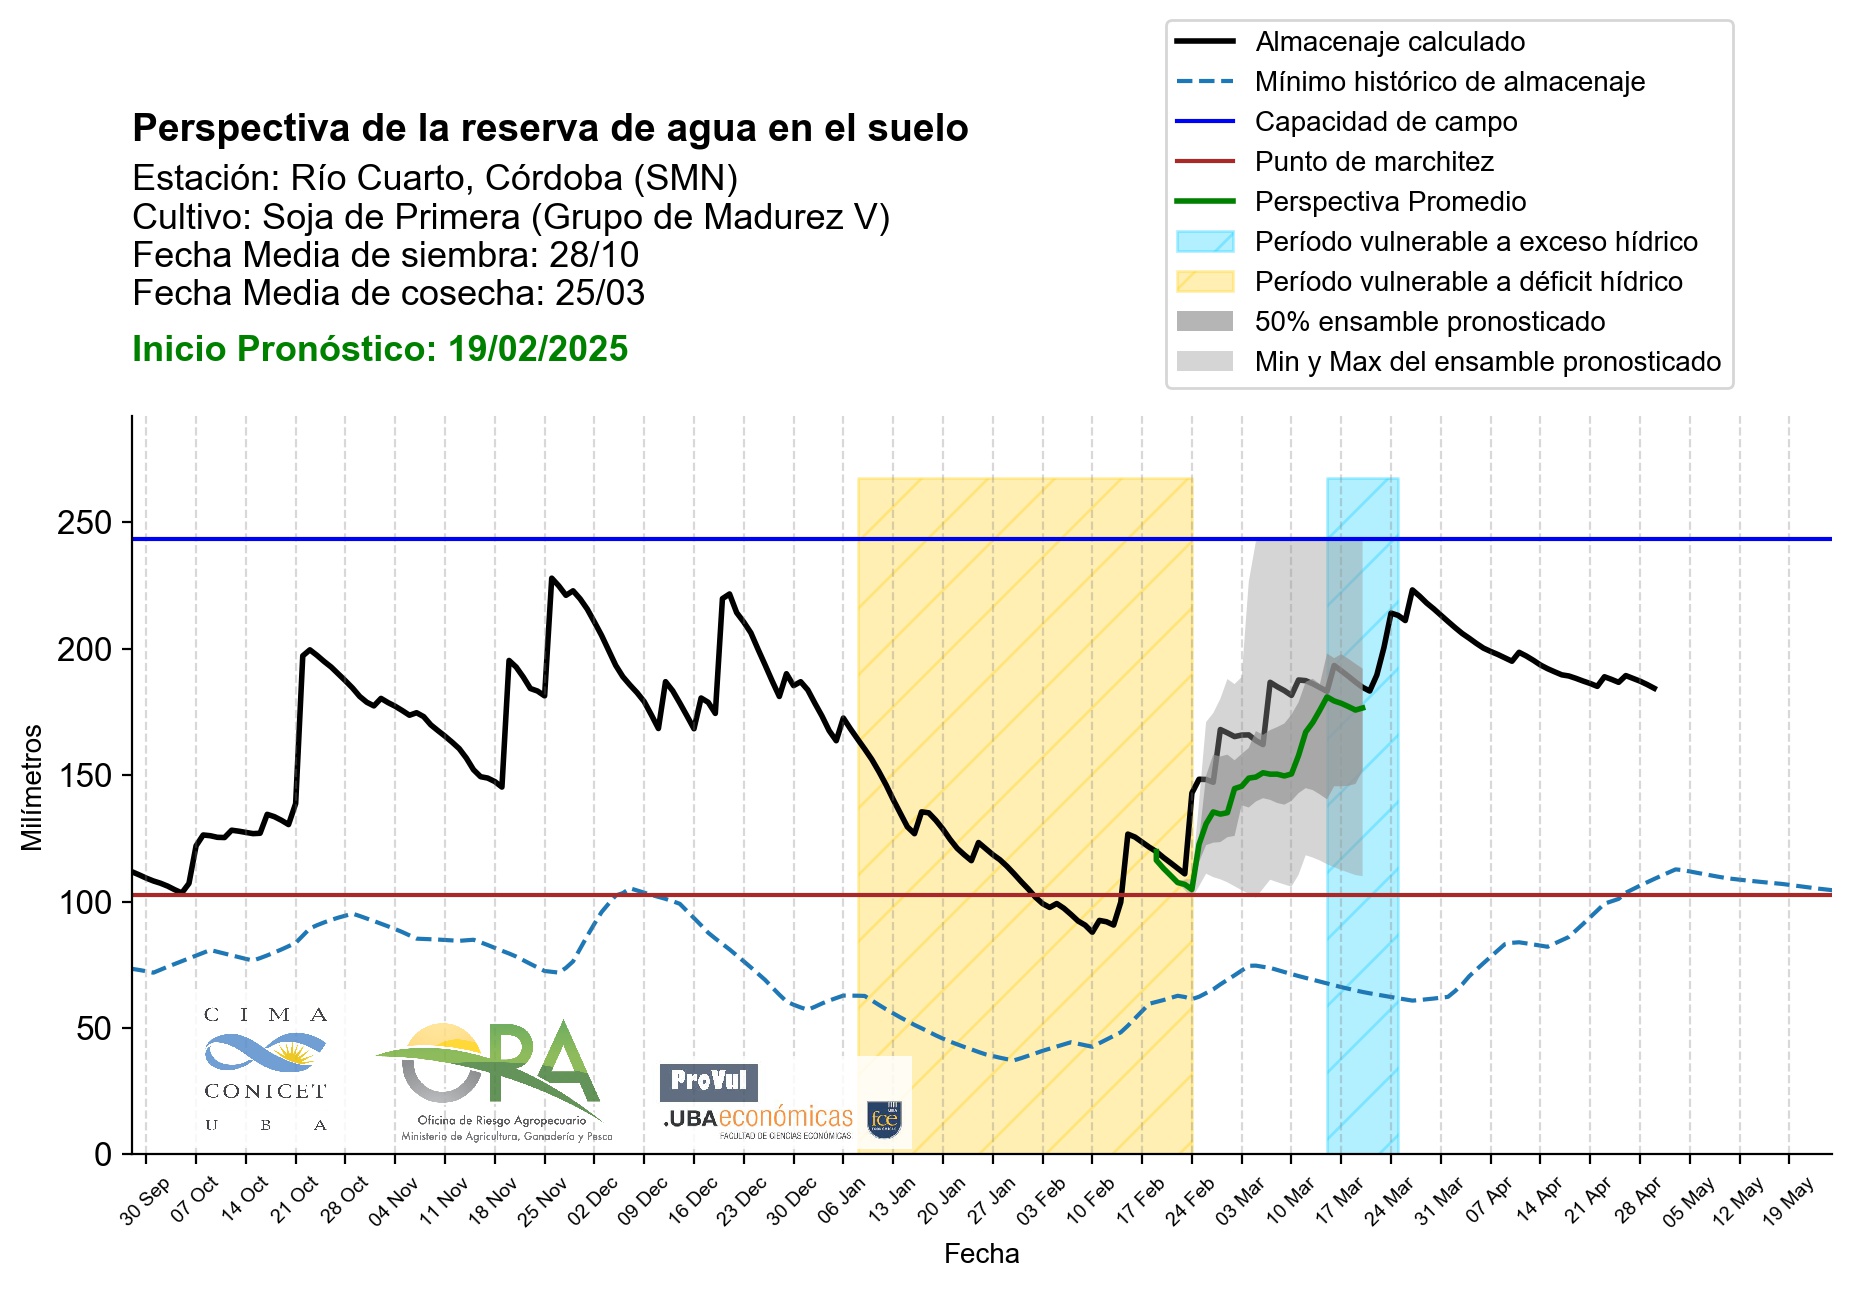 Almacenaje calculado
Mínimo histórico de almacenaje
Capacidad de campo
Punto de marchitez
Perspectiva Promedio
Período vulnerable a exceso hídrico
Período vulnerable a déficit hídrico
50% ensamble pronosticado
Min y Max del ensamble pronosticado
Perspectiva de la reserva de agua en el suelo
Estación: Río Cuarto, Córdoba (SMN)
Cultivo: Soja de Primera (Grupo de Madurez V)
Fecha Media de siembra: 28/10
Fecha Media de cosecha: 25/03
Inicio Pronóstico: 19/02/2025
Milímetros
250
200
150
100
50
0
CIMA
CONICET
UBA
ORA
Oficina de Riesgo Agropecuario
Ministerio de Agricultura, Ganadería y Pesca
ProVul
.UBAeconómicas
FACULTAD DE CIENCIAS ECONÓMICAS
fce
30 Sep
07 Oct
14 Oct
21 Oct
28 Oct
04 Nov
11 Nov
18 Nov
25 Nov
02 Dec
09 Dec
16 Dec
23 Dec
30 Dec
06 Jan
13 Jan
20 Jan
27 Jan
03 Feb
10 Feb
17 Feb
24 Feb
03 Mar
10 Mar
17 Mar
24 Mar
31 Mar
07 Apr
14 Apr
21 Apr
28 Apr
05 May
12 May
19 May
Fecha